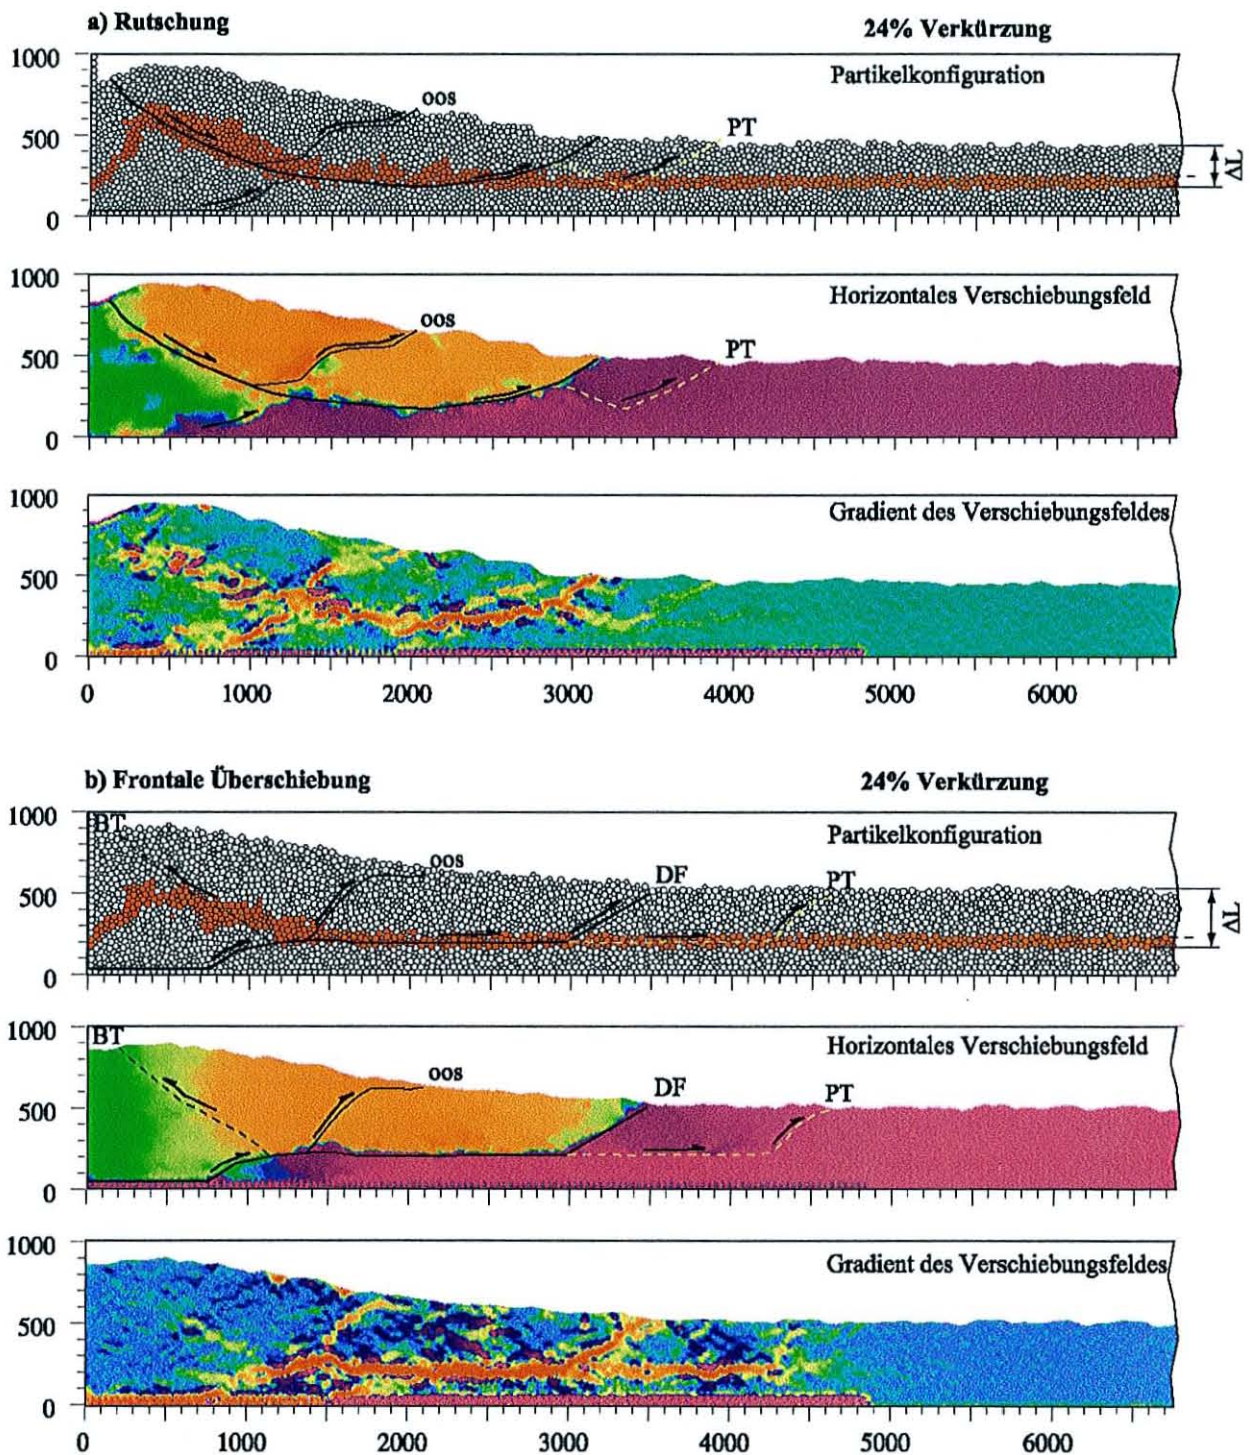 a) Rutschung
24% Verkürzung
1000
Partikelkonfiguration
oos
500
PT
ΔL
0
1000
Horizontales Verschiebungsfeld
oos
500
PT
0
1000
Gradient des Verschiebungsfeldes
500
0
0 1000 2000 3000 4000 5000 6000
b) Frontale Überschiebung
24% Verkürzung
1000
BT
Partikelkonfiguration
oos
DF
PT
500
ΔL
0
1000
BT
Horizontales Verschiebungsfeld
oos
DF
PT
500
0
1000
Gradient des Verschiebungsfeldes
500
0
0 1000 2000 3000 4000 5000 6000